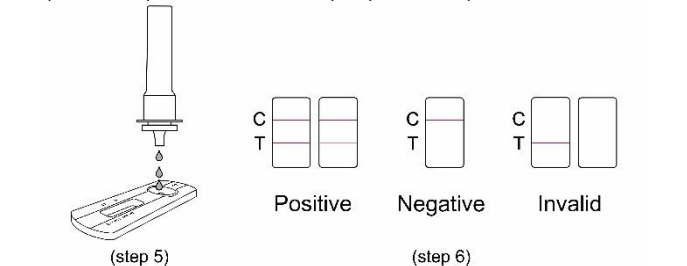 C
T
C
T
C
T
Positive
Negative
Invalid
(step 5)
(step 6)